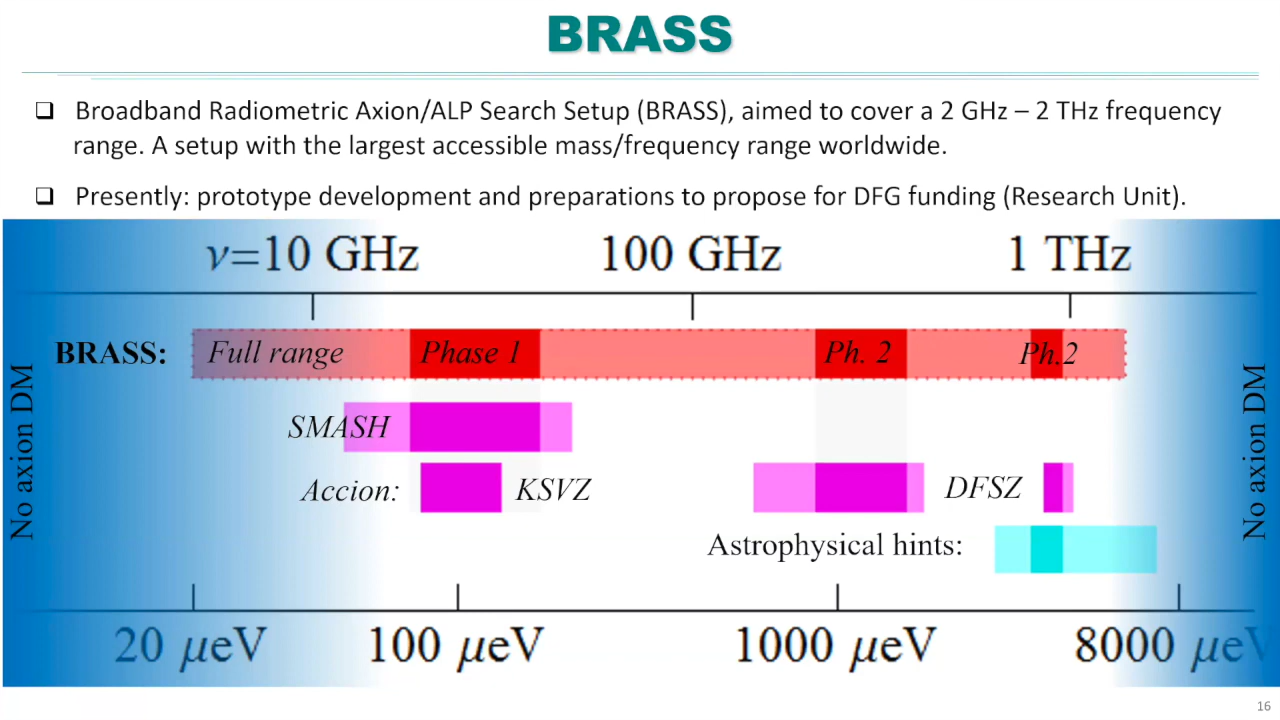 BRASS
❑ Broadband Radiometric Axion/ALP Search Setup (BRASS), aimed to cover a 2 GHz – 2 THz frequency
range. A setup with the largest accessible mass/frequency range worldwide.
❑ Presently: prototype development and preparations to propose for DFG funding (Research Unit).
ν=10 GHz 100 GHz 1 THz
BRASS: Full range Phase 1 Ph. 2 Ph.2
SMASH
Accion: KSVZ DFSZ
Astrophysical hints:
No axion DM
No axion DM
20 μeV 100 μeV 1000 μeV 8000 μeV
16